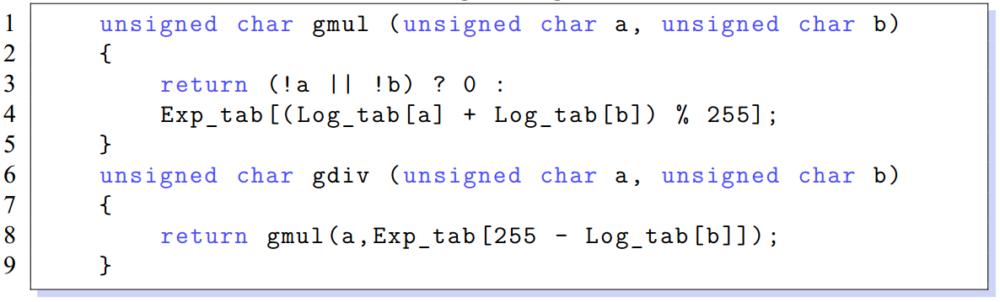 1 unsigned char gmul (unsigned char a, unsigned char b)
2 {
3 return (!a || !b) ? 0 :
4 Exp_tab[(Log_tab[a] + Log_tab[b]) % 255];
5 }
6 unsigned char gdiv (unsigned char a, unsigned char b)
7 {
8 return gmul(a,Exp_tab[255 - Log_tab[b]]);
9 }